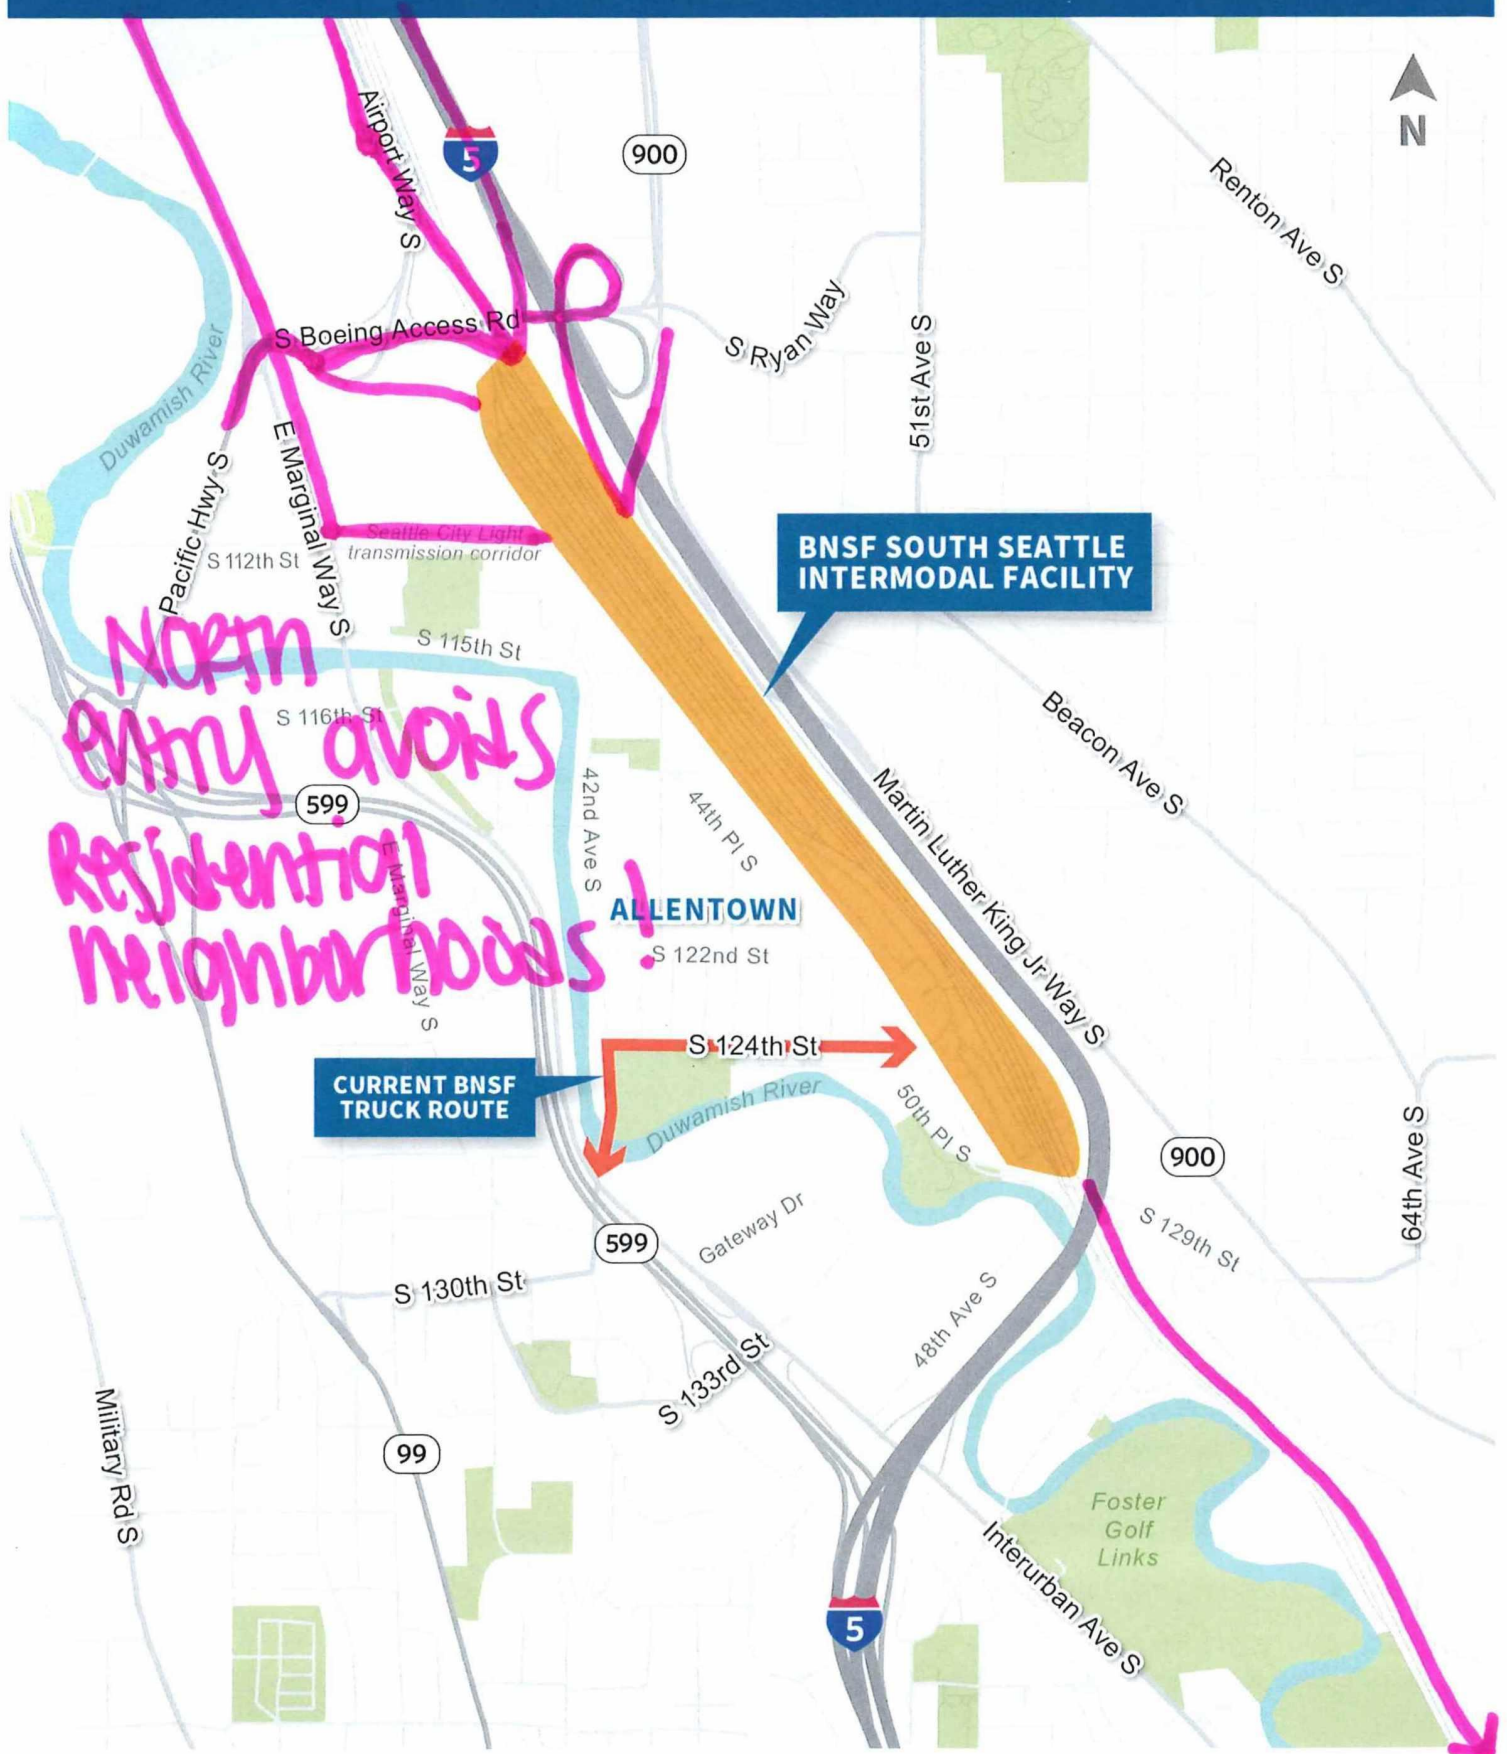 Airport Way S
5
900
N
Renton Ave S
S Boeing Access Rd
S Ryan Way
51st Ave S
Duwamish River
E Marginal Way S
Pacific Hwy S
Seattle City Light
transmission corridor
S 112th St
BNSF SOUTH SEATTLE
INTERMODAL FACILITY
S 115th St
North
S 116th St
entry avoids
Beacon Ave S
42nd Ave S
44th Pl S
599
Martin Luther King Jr Way S
Residential
E Marginal Way S
ALLENTOWN
neighborhoods!
S 122nd St
S 124th St
CURRENT BNSF
TRUCK ROUTE
Duwamish River
50th Pl S
900
64th Ave S
S 129th St
599
Gateway Dr
S 130th St
48th Ave S
S 133rd St
Military Rd S
99
Foster
Golf
Links
Interurban Ave S
5